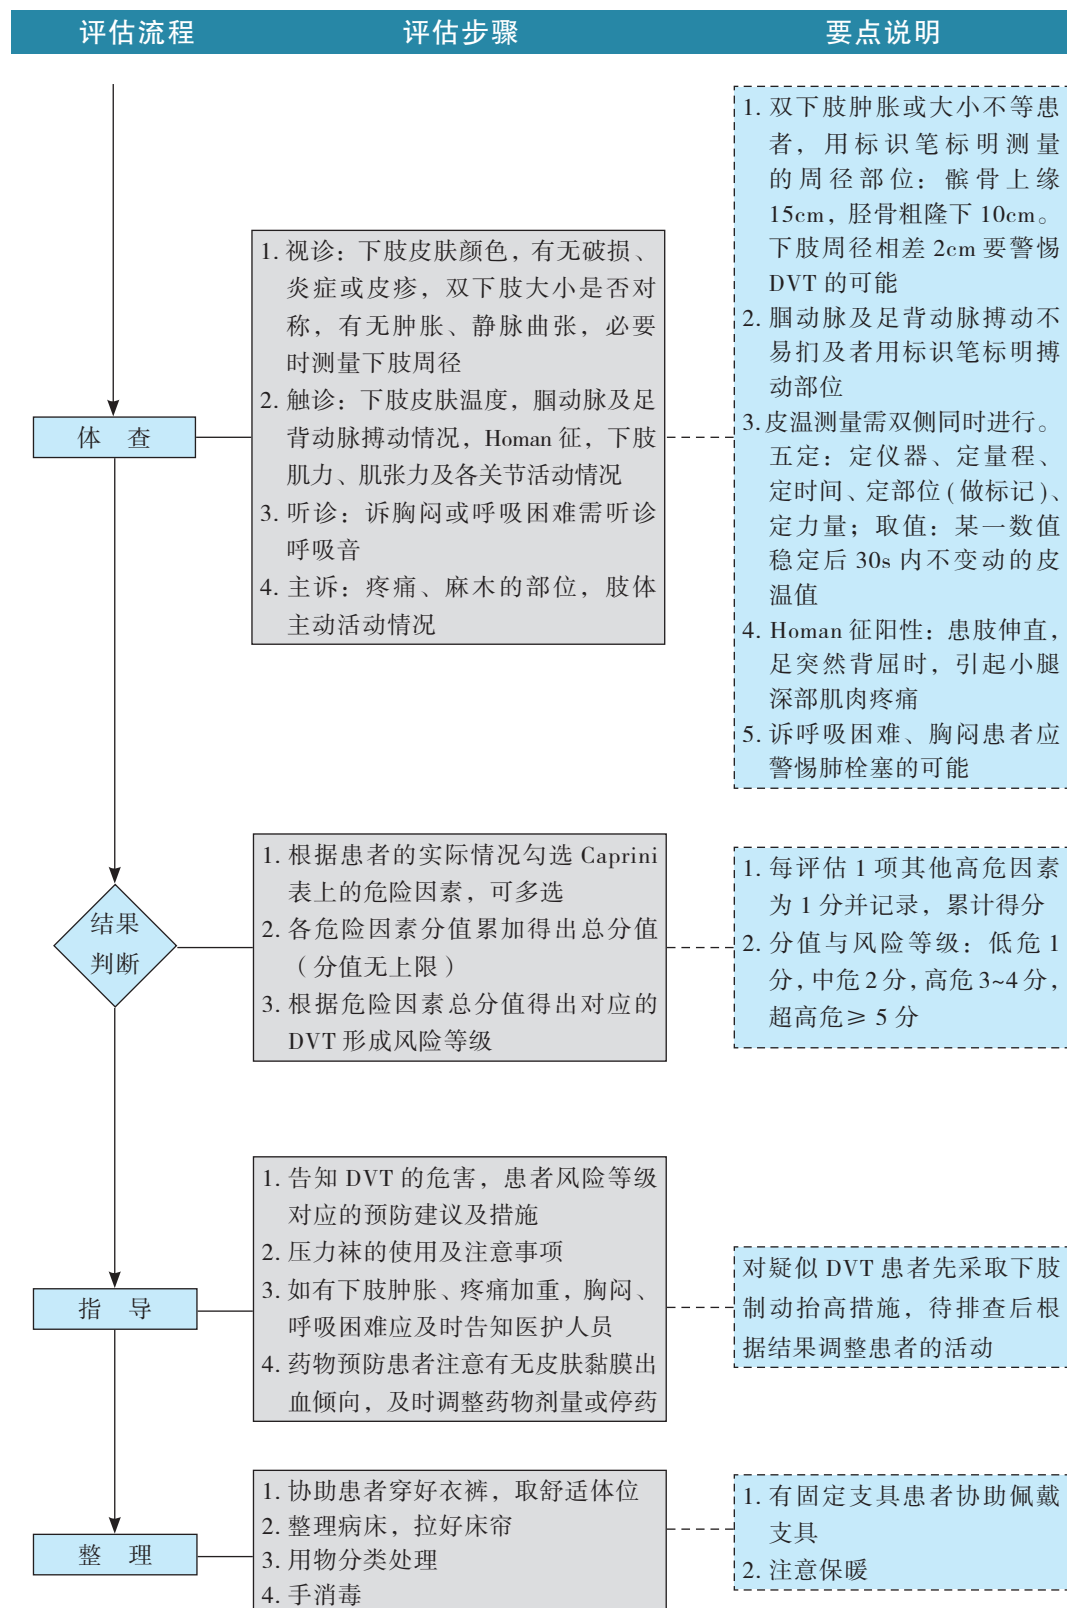 评估流程
评估步骤
要点说明
体 查
1. 视诊：下肢皮肤颜色，有无破损、
炎症或皮疹，双下肢大小是否对
称，有无肿胀、静脉曲张，必要
时测量下肢周径
2. 触诊：下肢皮肤温度，腘动脉及足
背动脉搏动情况，Homan 征，下肢
肌力、肌张力及各关节活动情况
3. 听诊：诉胸闷或呼吸困难需听诊
呼吸音
4. 主诉：疼痛、麻木的部位，肢体
主动活动情况
1. 双下肢肿胀或大小不等患
者，用标识笔标明测量
的周径部位：髌骨上缘
15cm，胫骨粗隆下 10cm。
下肢周径相差 2cm 要警惕
DVT 的可能
2. 腘动脉及足背动脉搏动不
易扪及者用标识笔标明搏
动部位
3. 皮温测量需双侧同时进行。
五定：定仪器、定量程、
定时间、定部位 ( 做标记 )、
定力量；取值：某一数值
稳定后 30s 内不变动的皮
温值
4. Homan 征阳性：患肢伸直，
足突然背屈时，引起小腿
深部肌肉疼痛
5. 诉呼吸困难、胸闷患者应
警惕肺栓塞的可能
结果
判断
1. 根据患者的实际情况勾选 Caprini
表上的危险因素，可多选
2. 各危险因素分值累加得出总分值
（ 分值无上限 ）
3. 根据危险因素总分值得出对应的
DVT 形成风险等级
1. 每评估 1 项其他高危因素
为 1 分并记录，累计得分
2. 分值与风险等级：低危 1
分，中危 2 分，高危 3~4 分，
超高危≥ 5 分
指 导
1. 告知 DVT 的危害，患者风险等级
对应的预防建议及措施
2. 压力袜的使用及注意事项
3. 如有下肢肿胀、疼痛加重，胸闷、
呼吸困难应及时告知医护人员
4. 药物预防患者注意有无皮肤黏膜出
血倾向，及时调整药物剂量或停药
对疑似 DVT 患者先采取下肢
制动抬高措施，待排查后根
据结果调整患者的活动
整 理
1. 协助患者穿好衣裤，取舒适体位
2. 整理病床，拉好床帘
3. 用物分类处理
4. 手消毒
1. 有固定支具患者协助佩戴
支具
2. 注意保暖